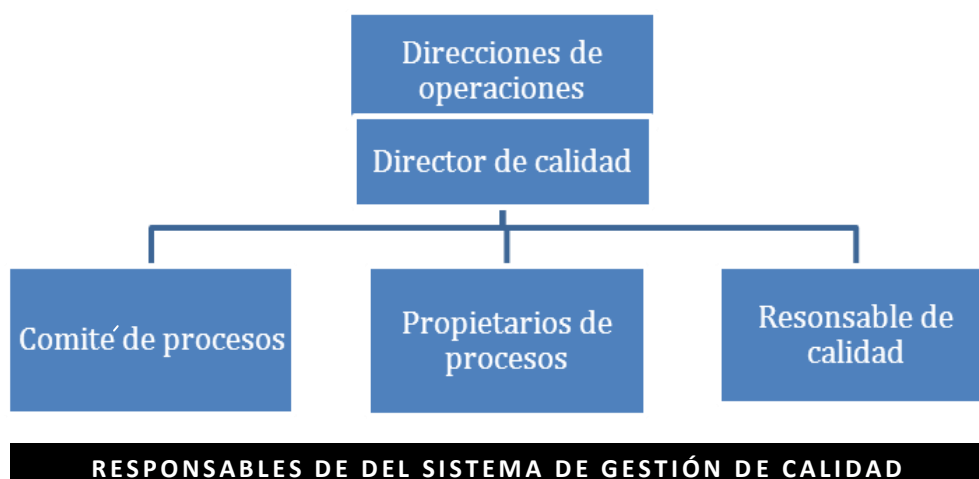 Direcciones de
operaciones
Director de calidad
Comité de procesos
Propietarios de
procesos
Resonsable de
calidad
RESPONSABLES DE DEL SISTEMA DE GESTIÓN DE CALIDAD